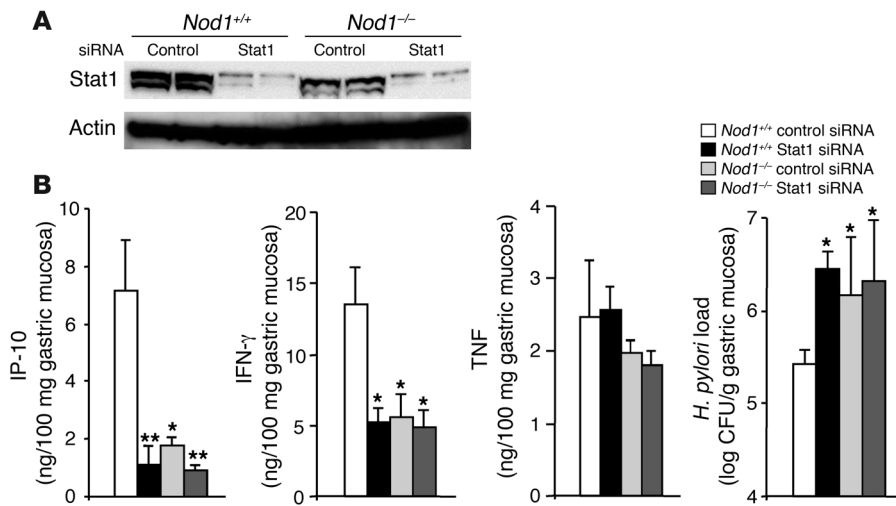 A
Nod1+/+ Nod1−/−
siRNA Control Stat1 Control Stat1
Stat1
Actin
Nod1+/+ control siRNA
Nod1+/+ Stat1 siRNA
Nod1−/− control siRNA
Nod1−/− Stat1 siRNA
B
IP-10
(ng/100 mg gastric mucosa)
10
8
6
4
2
0
** * **
IFN-γ
(ng/100 mg gastric mucosa)
20
15
10
5
0
* * *
TNF
(ng/100 mg gastric mucosa)
4
3
2
1
0
H. pylori load
(log CFU/g gastric mucosa)
7
6
5
4
* * *